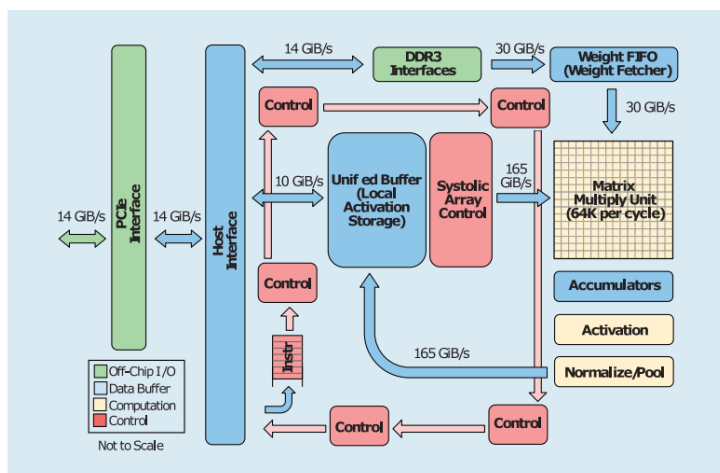 14 GiB/s
30 GiB/s
DDR3
Interfaces
Weight FIFO
(Weight Fetcher)
Control
Control
30 GiB/s
14 GiB/s
PCIe
Interface
14 GiB/s
Host
Interface
10 GiB/s
Unif ed Buffer
(Local
Activation
Storage)
Systolic
Array
Control
165
GiB/s
Matrix
Multiply Unit
(64K per cycle)
Control
Accumulators
Activation
Instr
165 GiB/s
Normalize/Pool
Off-Chip I/O
Data Buffer
Computation
Control
Not to Scale
Control
Control